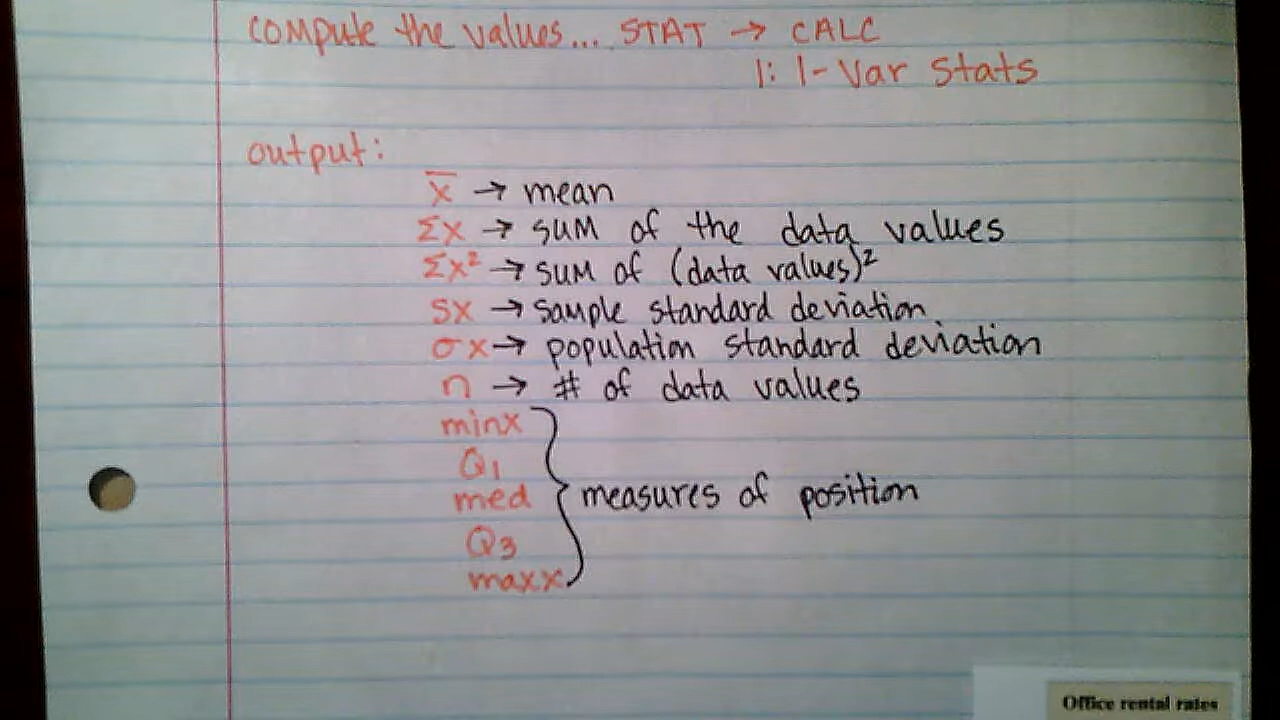 compute the values... STAT → CALC
1: 1-Var Stats
output:
x̅ → mean
Σx → sum of the data values
Σx² → sum of (data values)²
Sx → sample standard deviation
σx → population standard deviation
n → # of data values
minx
Q₁
med } measures of position
Q₃
maxx
Office rental rates